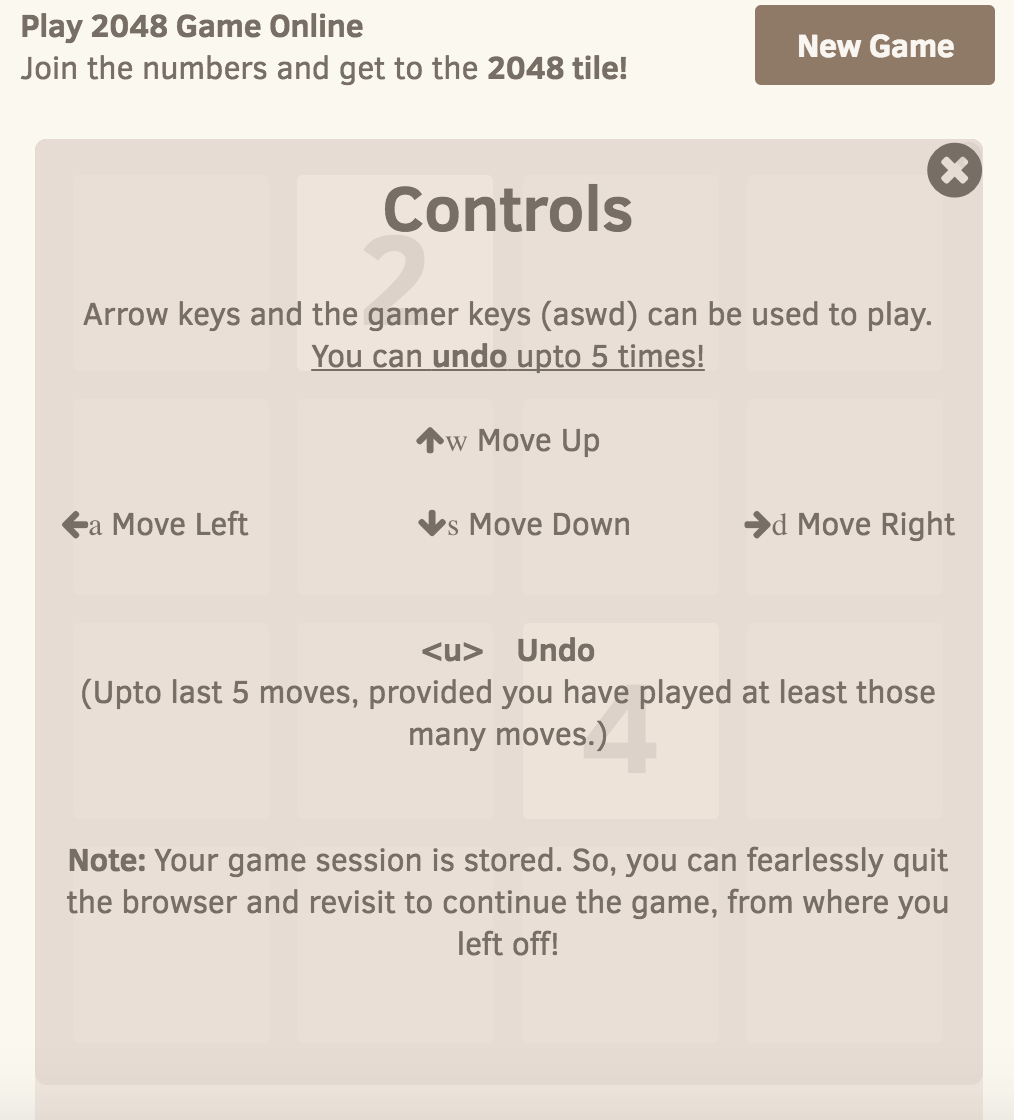 Play 2048 Game Online
Join the numbers and get to the 2048 tile!
New Game
Controls
2
Arrow keys and the gamer keys (aswd) can be used to play.
You can undo upto 5 times!
w Move Up
a Move Left
s Move Down
d Move Right
<u> Undo
(Upto last 5 moves, provided you have played at least those
many moves.)
4
Note: Your game session is stored. So, you can fearlessly quit
the browser and revisit to continue the game, from where you
left off!